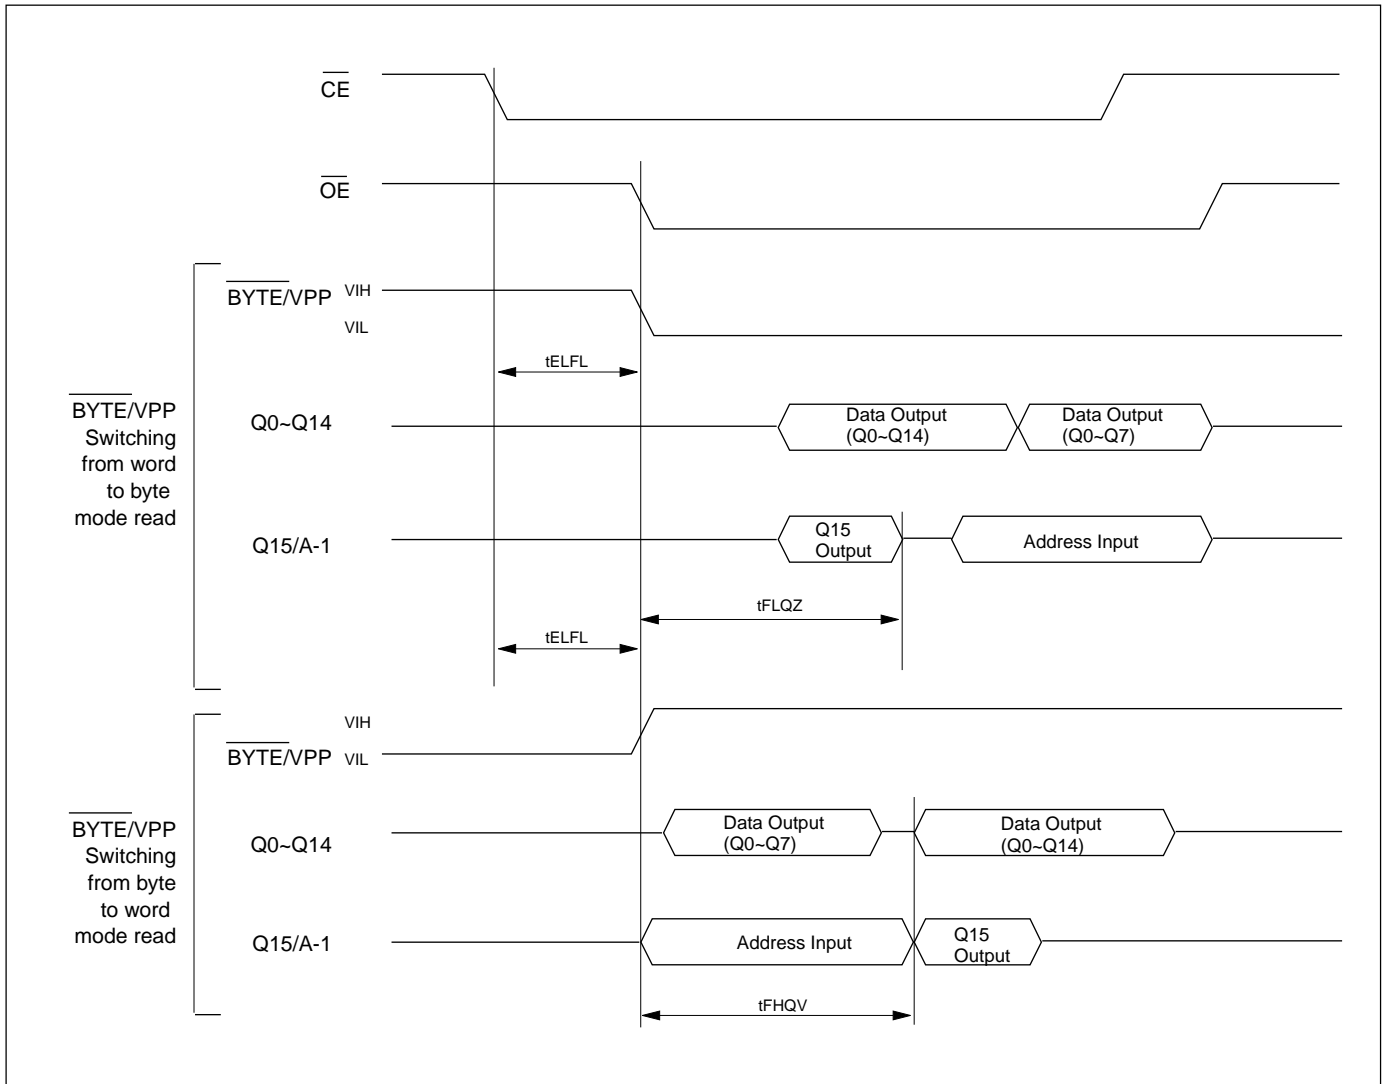 CE
OE
BYTE/VPP VIH
VIL
tELFL
BYTE/VPP
Switching
from word
to byte
mode read
Q0~Q14
Data Output
(Q0~Q14)
Data Output
(Q0~Q7)
Q15/A-1
Q15
Output
Address Input
tFLQZ
tELFL
VIH
BYTE/VPP VIL
BYTE/VPP
Switching
from byte
to word
mode read
Q0~Q14
Data Output
(Q0~Q7)
Data Output
(Q0~Q14)
Q15/A-1
Address Input
Q15
Output
tFHQV